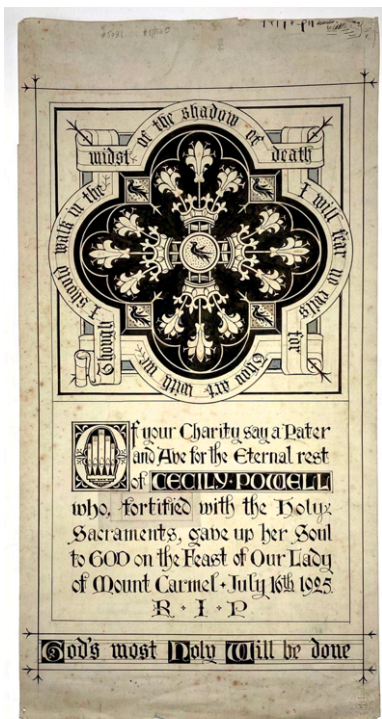 Though I should walk in the midst of the shadow of death I will fear no evils for thou art with me
Of your Charity say a Pater
and Ave for the Eternal rest
of CECILY·POWELL
who, fortified with the Holy
Sacraments, gave up her Soul
to GOD on the Feast of Our Lady
of Mount Carmel·July 16th 1925.
R·I·P
God's most Holy Will be done